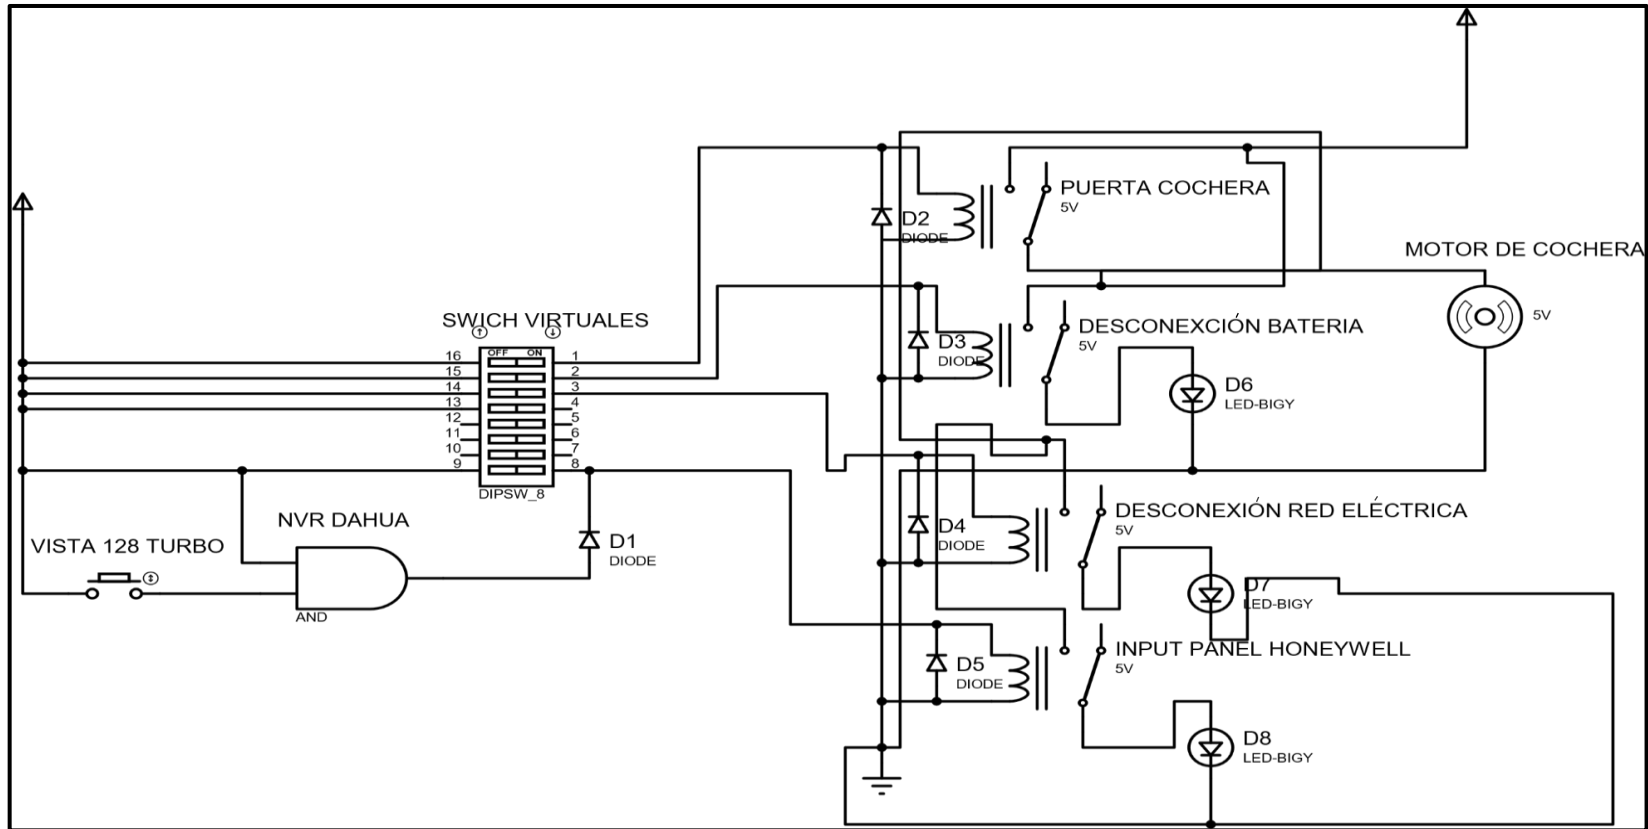 PUERTA COCHERA
5V
D2
DIODE
MOTOR DE COCHERA
5V
SWICH VIRTUALES
OFF ON
16 1
15 2
14 3
13 4
12 5
11 6
10 7
9 8
DIPSW_8
DESCONEXCIÓN BATERIA
5V
D3
DIODE
D6
LED-BIGY
NVR DAHUA
AND
VISTA 128 TURBO
D1
DIODE
DESCONEXIÓN RED ELÉCTRICA
5V
D4
DIODE
D7
LED-BIGY
INPUT PANEL HONEYWELL
5V
D5
DIODE
D8
LED-BIGY